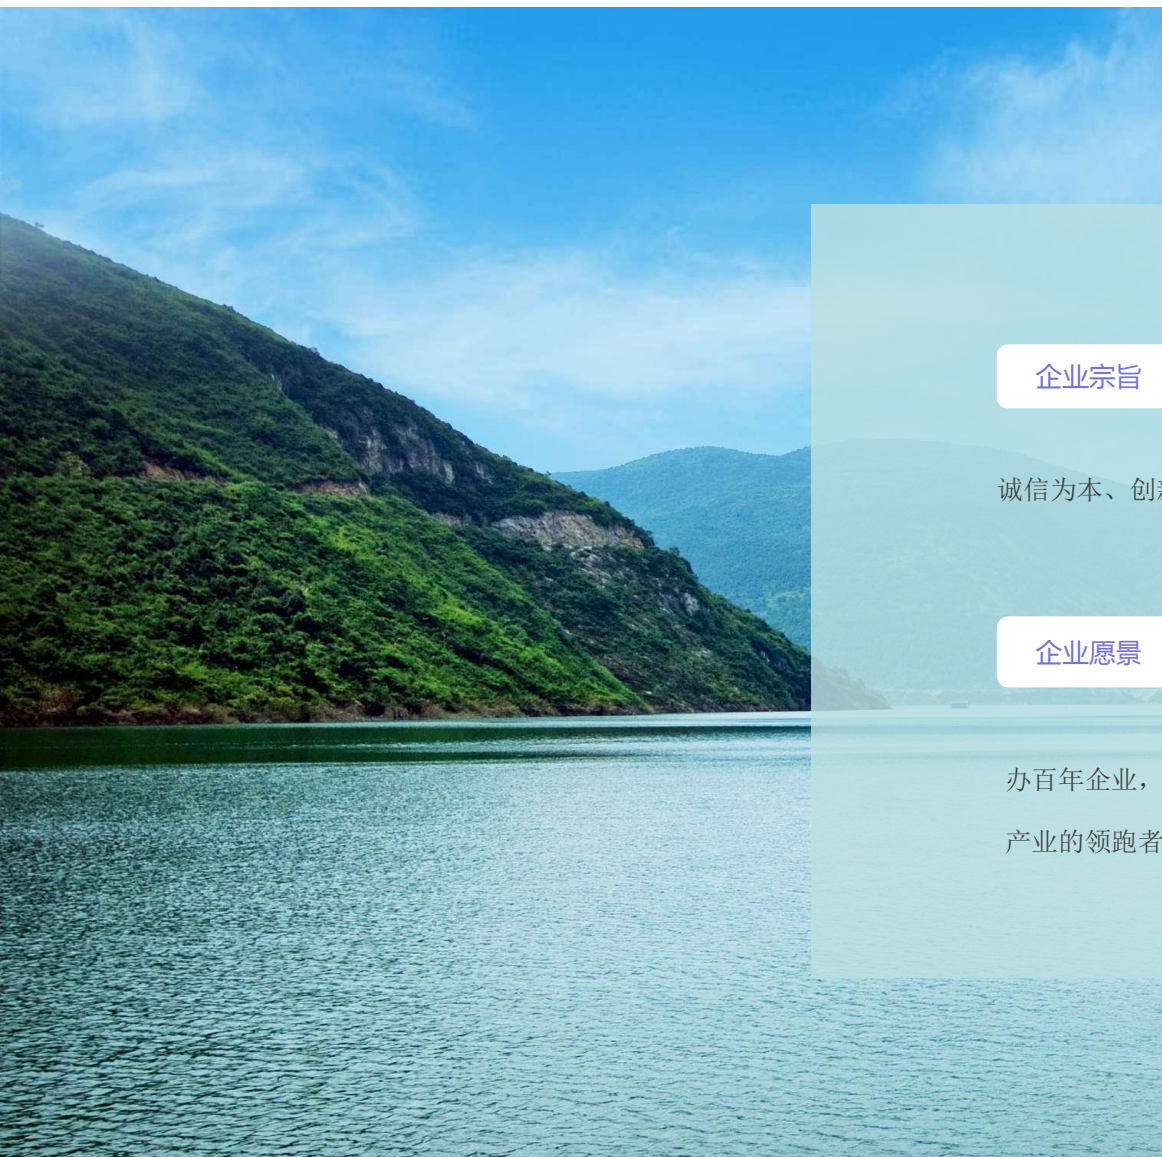 企业宗旨
诚信为本、创
企业愿景
办百年企业，
产业的领跑者